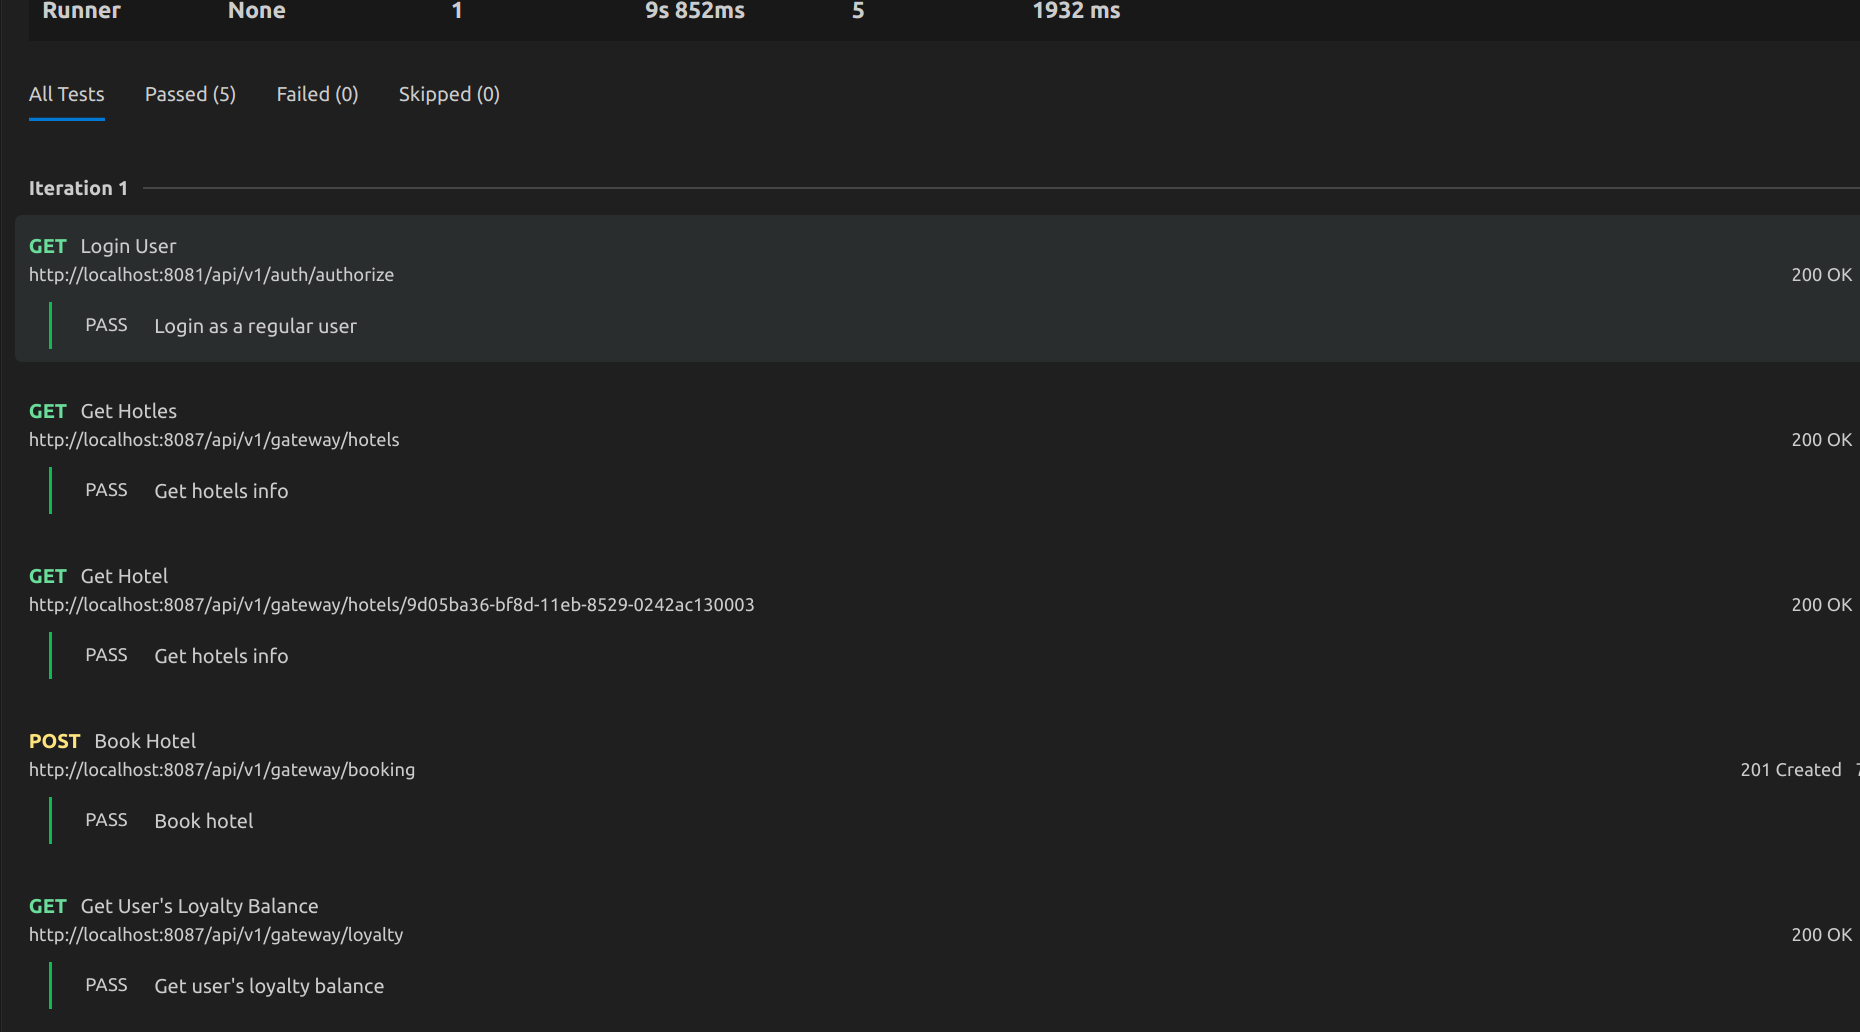 Runner None 1 9s 852ms 5 1932 ms
All Tests Passed (5) Failed (0) Skipped (0)
Iteration 1
GET Login User
http://localhost:8081/api/v1/auth/authorize 200 OK
PASS Login as a regular user
GET Get Hotles
http://localhost:8087/api/v1/gateway/hotels 200 OK
PASS Get hotels info
GET Get Hotel
http://localhost:8087/api/v1/gateway/hotels/9d05ba36-bf8d-11eb-8529-0242ac130003 200 OK
PASS Get hotels info
POST Book Hotel
http://localhost:8087/api/v1/gateway/booking 201 Created
PASS Book hotel
GET Get User's Loyalty Balance
http://localhost:8087/api/v1/gateway/loyalty 200 OK
PASS Get user's loyalty balance